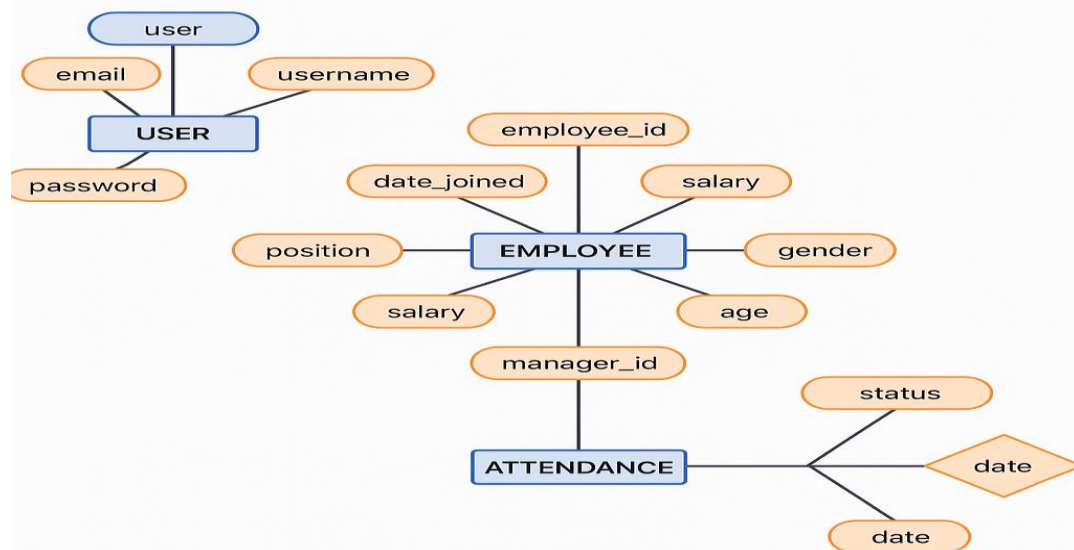 user
email
username
USER
password
employee_id
date_joined
salary
position
EMPLOYEE
gender
salary
age
manager_id
status
ATTENDANCE
date
date